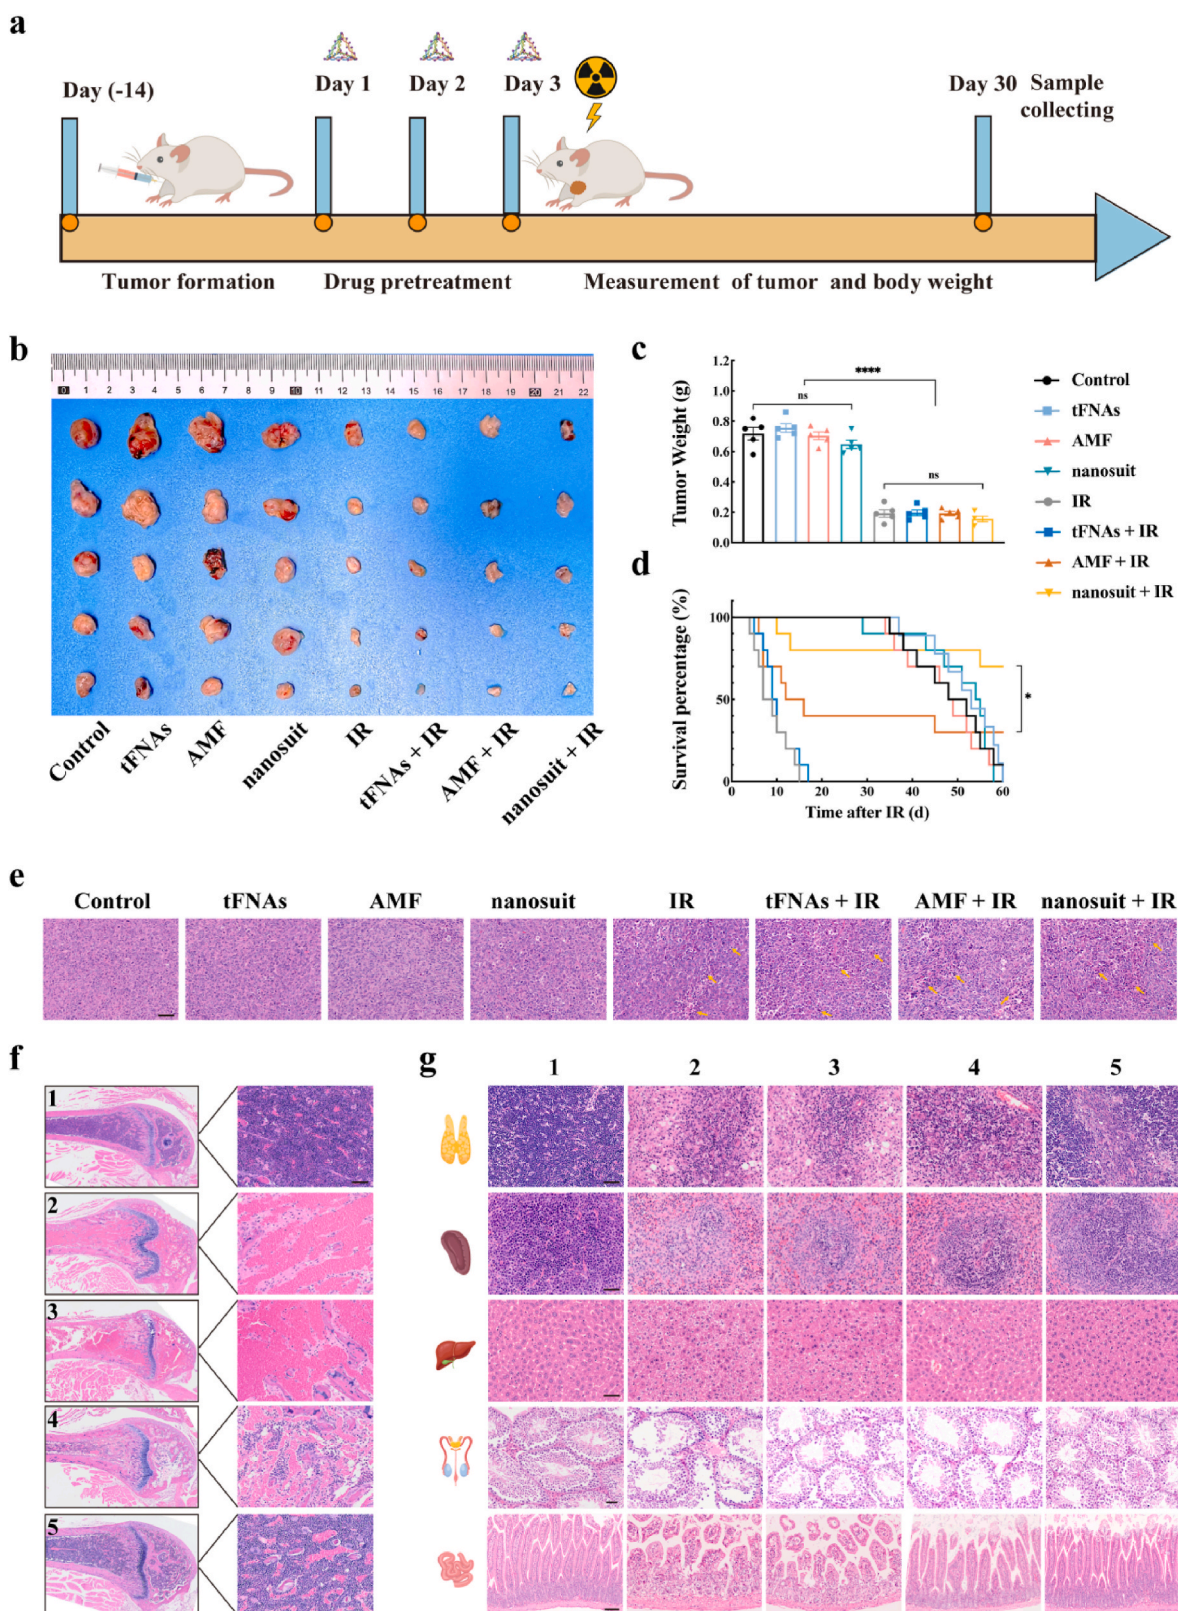 a
Day (-14)
Day 1
Day 2
Day 3
Day 30
Sample
collecting
Tumor formation
Drug pretreatment
Measurement of tumor and body weight
b
0 1 2 3 4 5 6 7 8 9 10 11 12 13 14 15 16 17 18 19 20 21 22
Control
tFNAs
AMF
nanosuit
IR
tFNAs + IR
AMF + IR
nanosuit + IR
c
Tumor Weight (g)
1.2
1.0
0.8
0.6
0.4
0.2
0.0
ns
****
ns
Control
tFNAs
AMF
nanosuit
IR
tFNAs + IR
AMF + IR
nanosuit + IR
d
Survival percentage (%)
100
50
0
0 10 20 30 40 50 60
Time after IR (d)
*
e
Control tFNAs AMF nanosuit IR tFNAs + IR AMF + IR nanosuit + IR
f
1
2
3
4
5
g
1 2 3 4 5